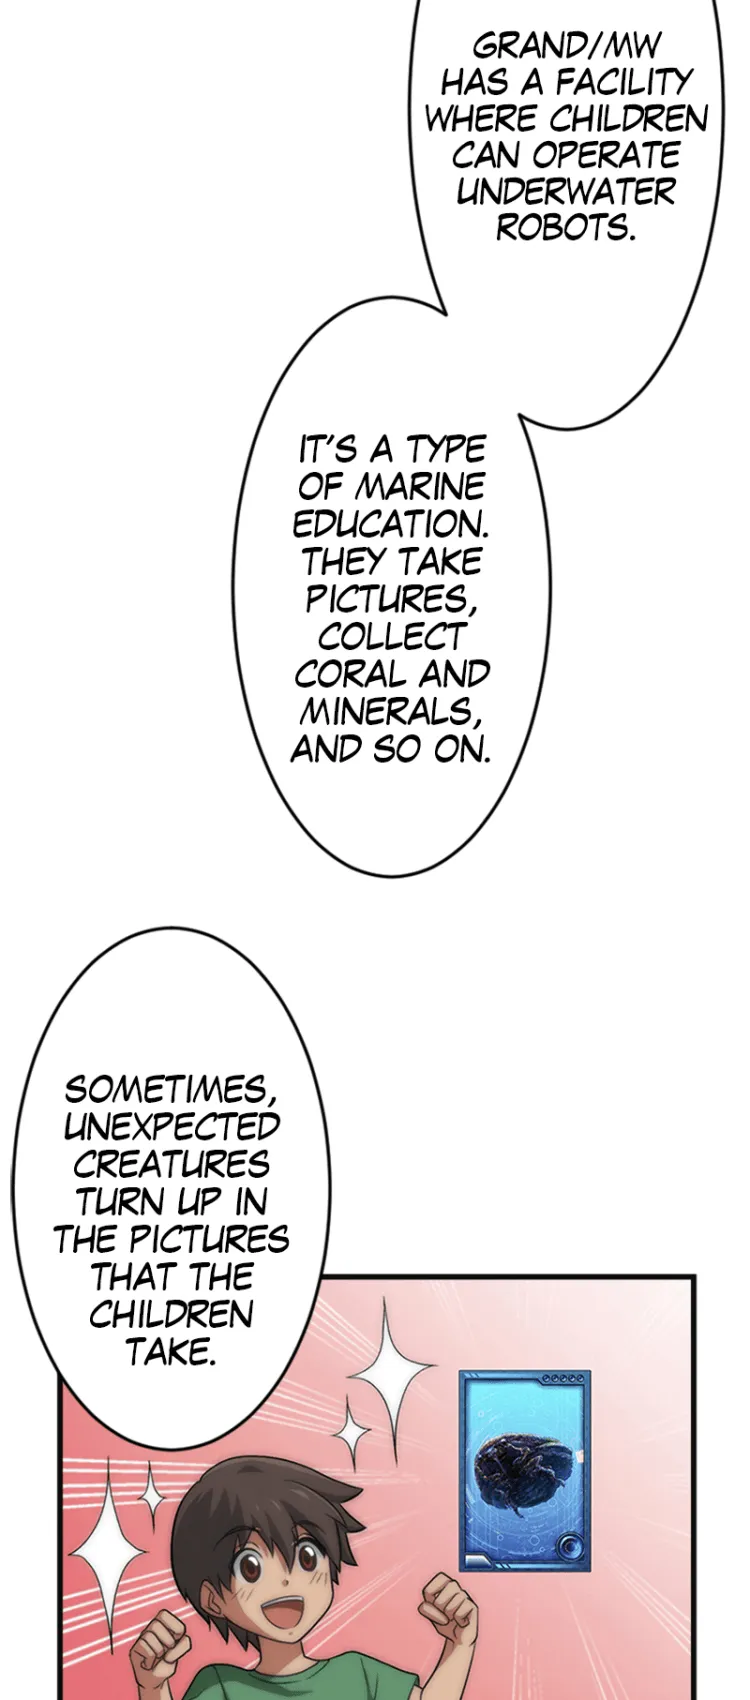 GRAND/MW
HAS A FACILITY
WHERE CHILDREN
CAN OPERATE
UNDERWATER
ROBOTS.
IT'S A TYPE
OF MARINE
EDUCATION.
THEY TAKE
PICTURES,
COLLECT
CORAL AND
MINERALS,
AND SO ON.
SOMETIMES,
UNEXPECTED
CREATURES
TURN UP IN
THE PICTURES
THAT THE
CHILDREN
TAKE.